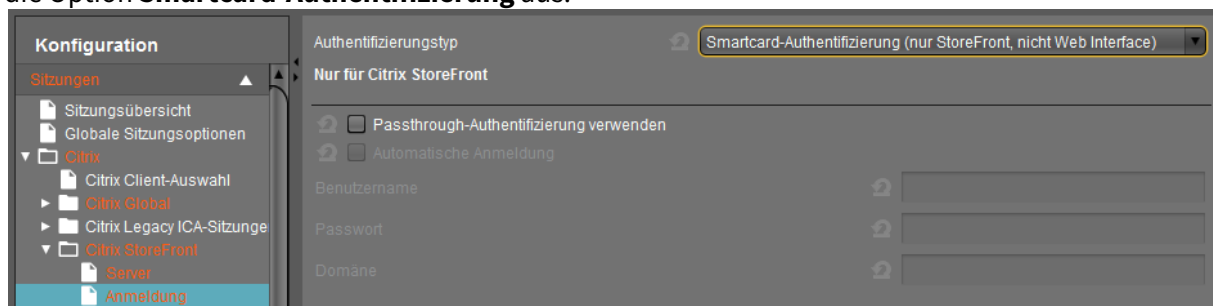 die Option Smartcard-Authentifizierung aus.
Konfiguration
Sitzungen
Sitzungsübersicht
Globale Sitzungsoptionen
Citrix
Citrix Client-Auswahl
Citrix Global
Citrix Legacy ICA-Sitzunge
Citrix StoreFront
Server
Anmeldung
Authentifizierungstyp
Smartcard-Authentifizierung (nur StoreFront, nicht Web Interface)
Nur für Citrix StoreFront
Passthrough-Authentifizierung verwenden
Automatische Anmeldung
Benutzername
Passwort
Domäne